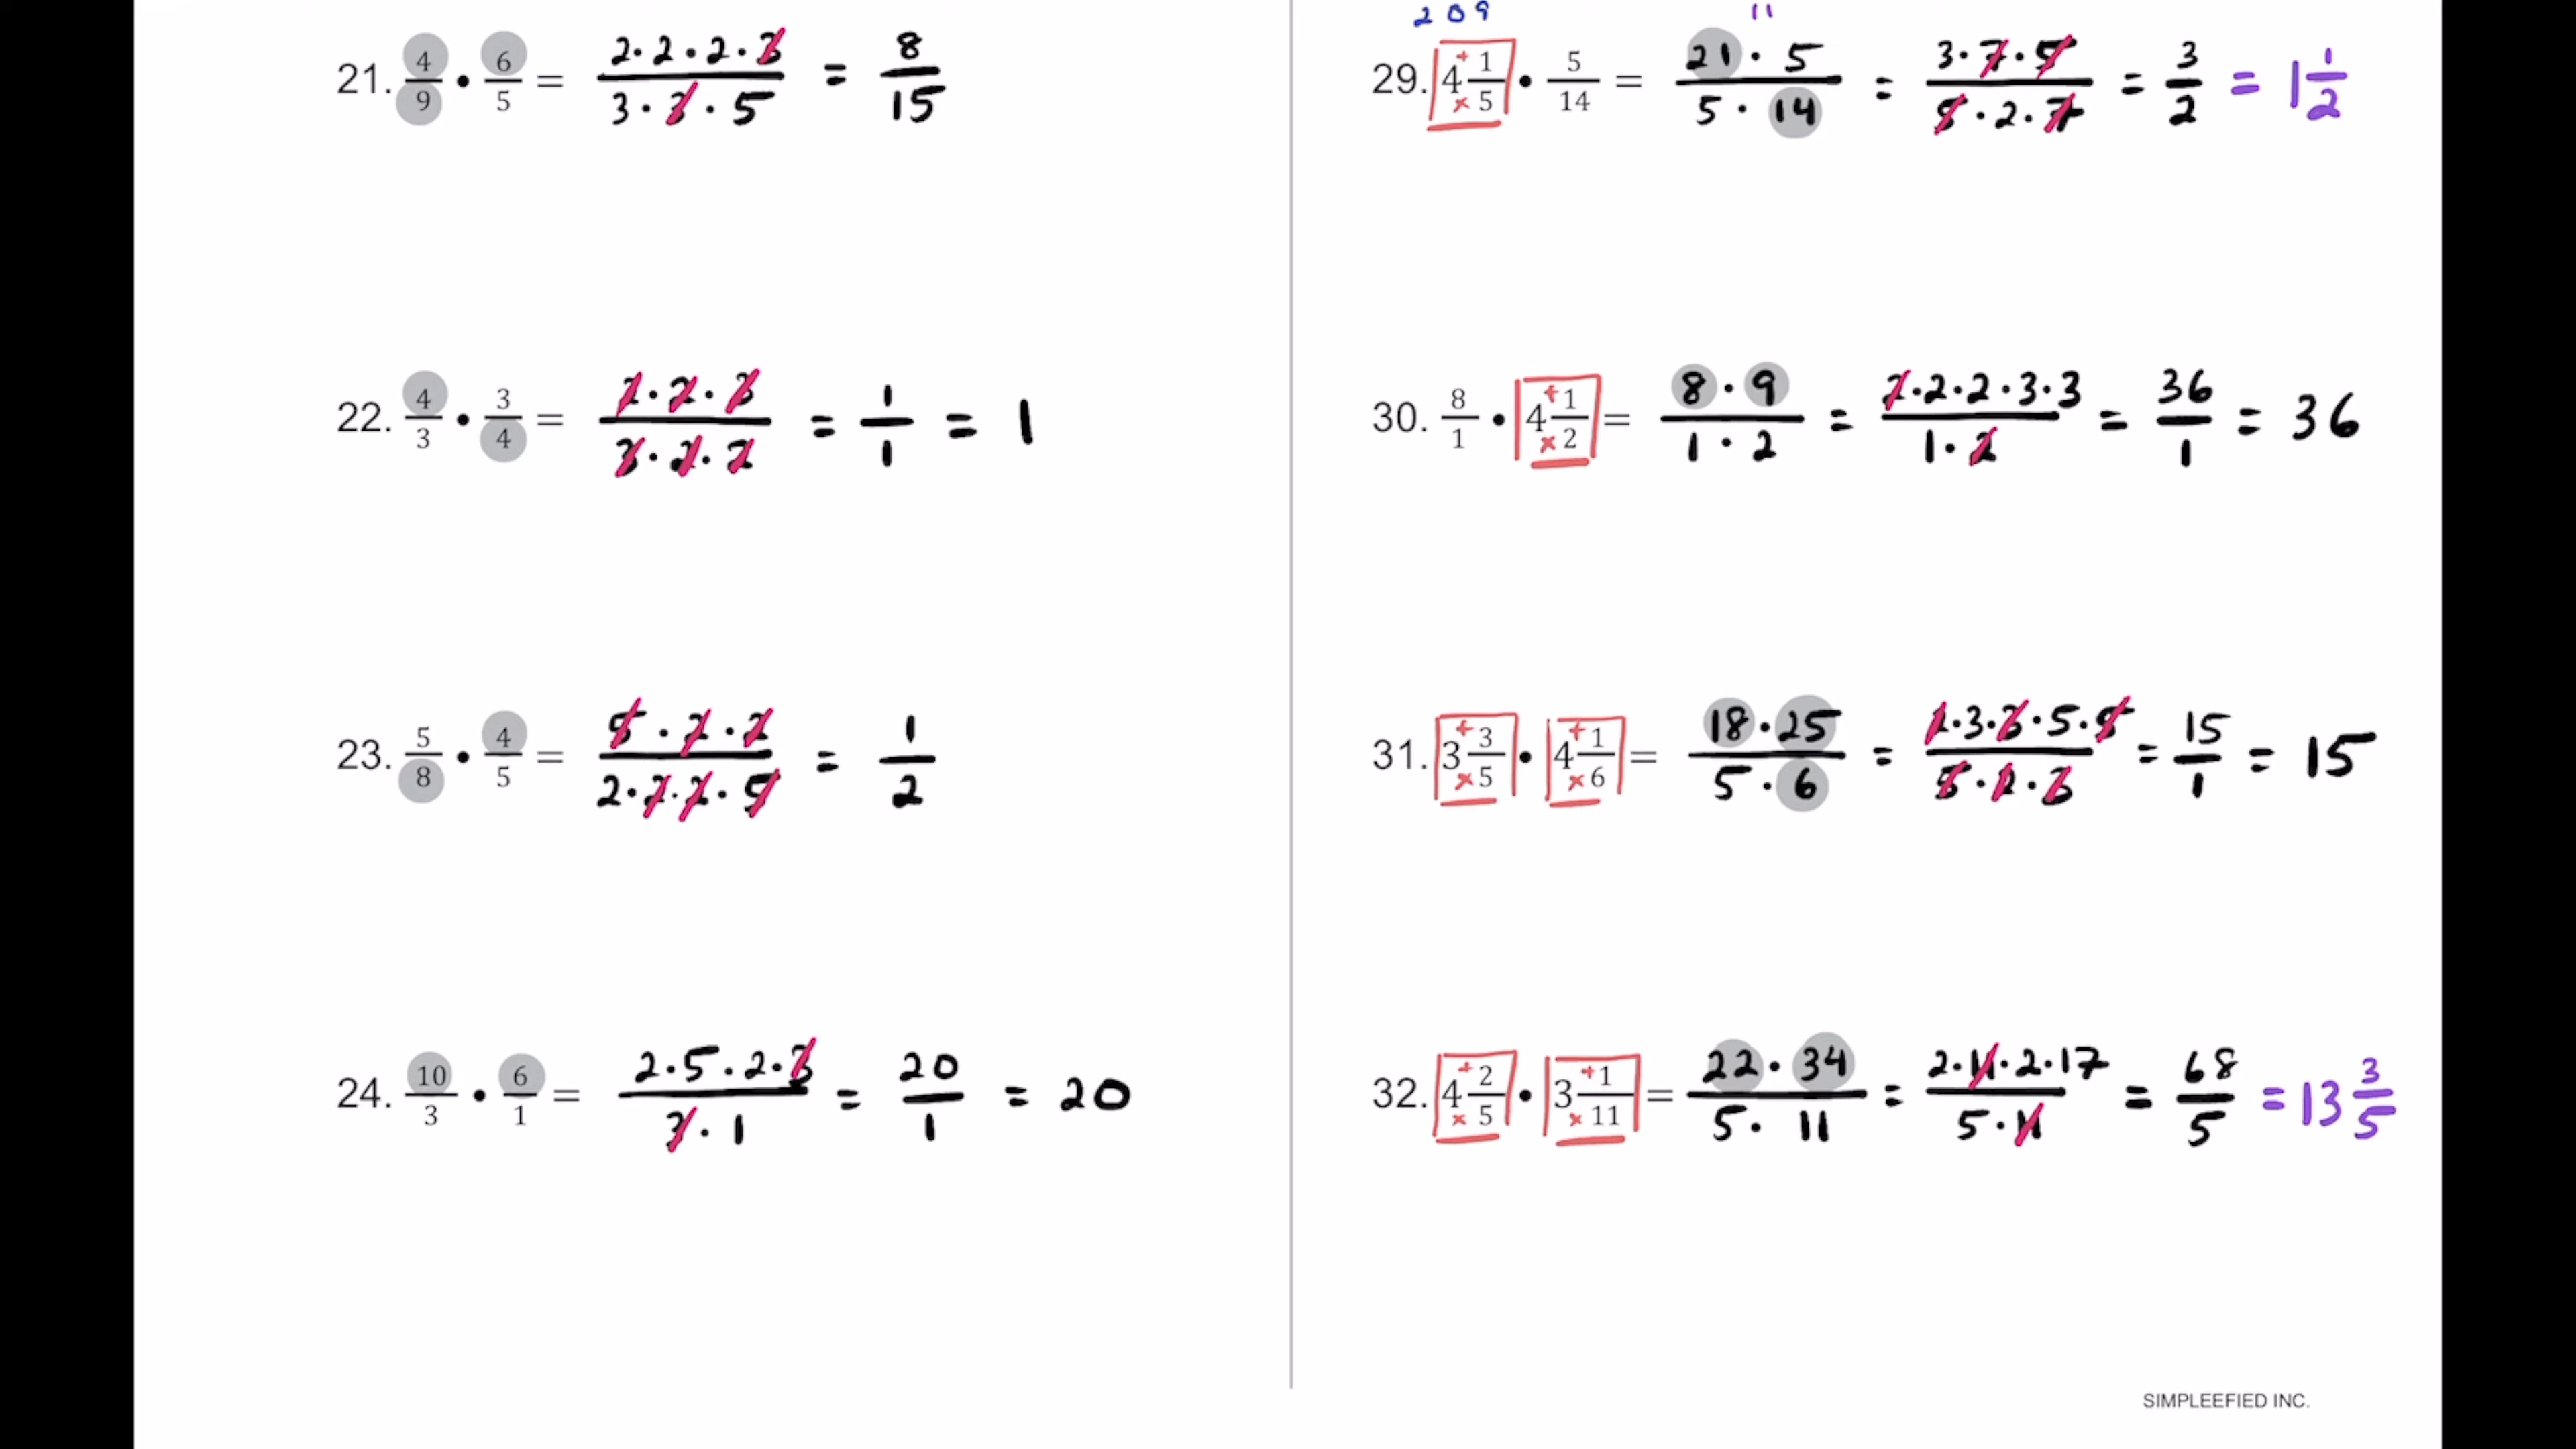 21. 4/9 • 6/5 = 2·2·2·3 / 3·3·5 = 8/15
22. 4/3 • 3/4 = 2·2·3 / 3·2·2 = 1/1 = 1
23. 5/8 • 4/5 = 5·2·2 / 2·2·2·5 = 1/2
24. 10/3 • 6/1 = 2·5·2·3 / 3·1 = 20/1 = 20
2 0 9 11
29. 4 + 1/5 × • 5/14 = 21·5 / 5·14 = 3·7·5 / 5·2·7 = 3/2 = 1 1/2
30. 8/1 • 4 + 1/2 × = 8·9 / 1·2 = 2·2·2·3·3 / 1·2 = 36/1 = 36
31. 3 + 3/5 × • 4 + 1/6 × = 18·25 / 5·6 = 2·3·3·5·5 / 5·2·3 = 15/1 = 15
32. 4 + 2/5 × • 3 + 1/11 × = 22·34 / 5·11 = 2·11·2·17 / 5·11 = 68/5 = 13 3/5
SIMPLEEFIED INC.